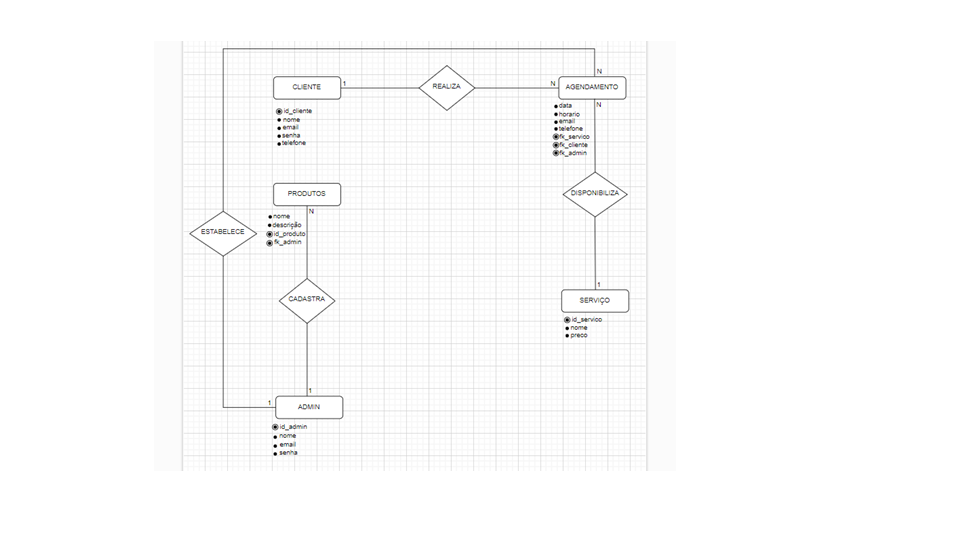 N
CLIENTE
1
REALIZA
N
AGENDAMENTO
N
id_cliente
nome
email
senha
telefone
data
horario
email
telefone
fk_servico
fk_cliente
fk_admin
PRODUTOS
N
DISPONIBILIZA
nome
descrição
id_produto
fk_admin
ESTABELECE
CADASTRA
1
SERVIÇO
id_servico
nome
preco
1
1
ADMIN
id_admin
nome
email
senha